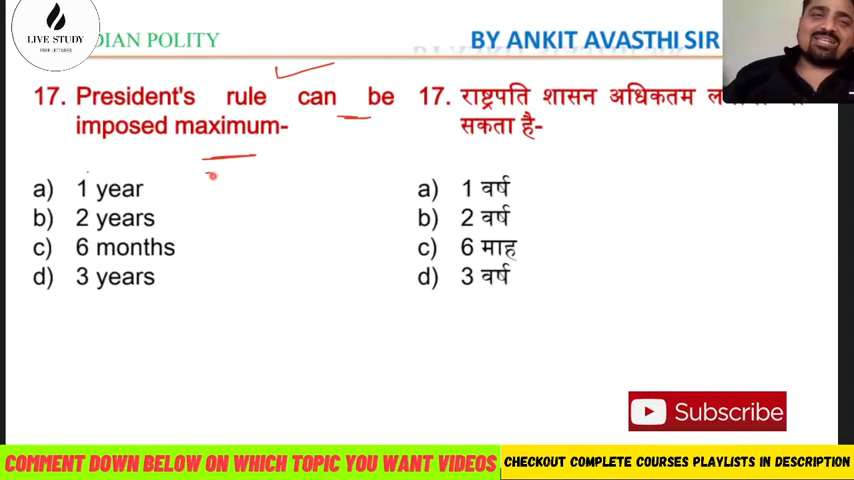 LIVE STUDY
FREE LECTURES
DIAN POLITY
BY ANKIT AVASTHI SIR
17. President's rule can be
imposed maximum-
a) 1 year
b) 2 years
c) 6 months
d) 3 years
17. राष्ट्रपति शासन अधिकतम
सकता है-
a) 1 वर्ष
b) 2 वर्ष
c) 6 माह
d) 3 वर्ष
Subscribe
COMMENT DOWN BELOW ON WHICH TOPIC YOU WANT VIDEOS
CHECKOUT COMPLETE COURSES PLAYLISTS IN DESCRIPTION